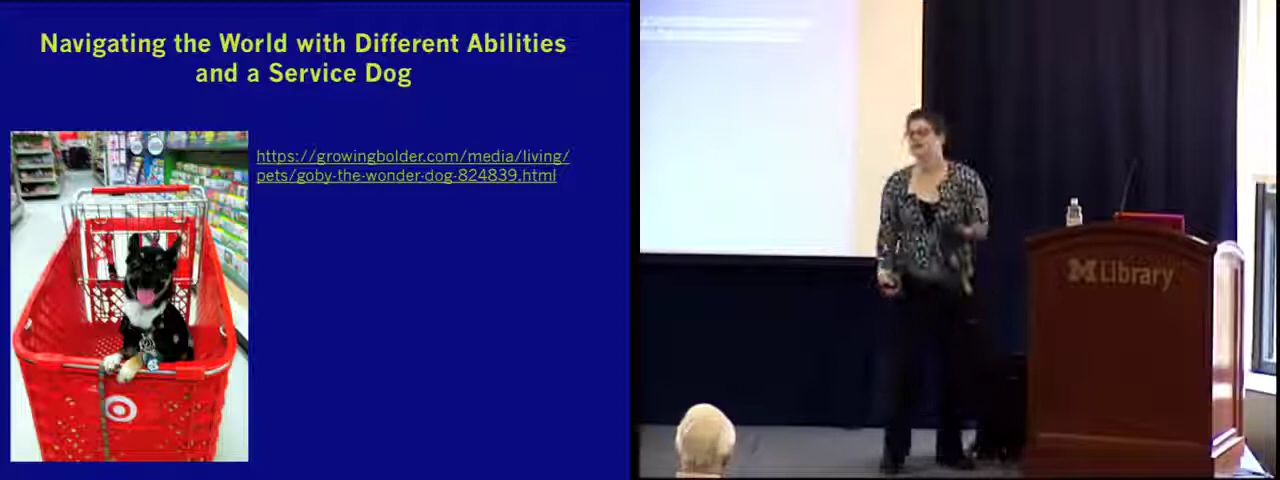 Navigating the World with Different Abilities
and a Service Dog
https://growingbolder.com/media/living/
pets/goby-the-wonder-dog-824839.html
M Library